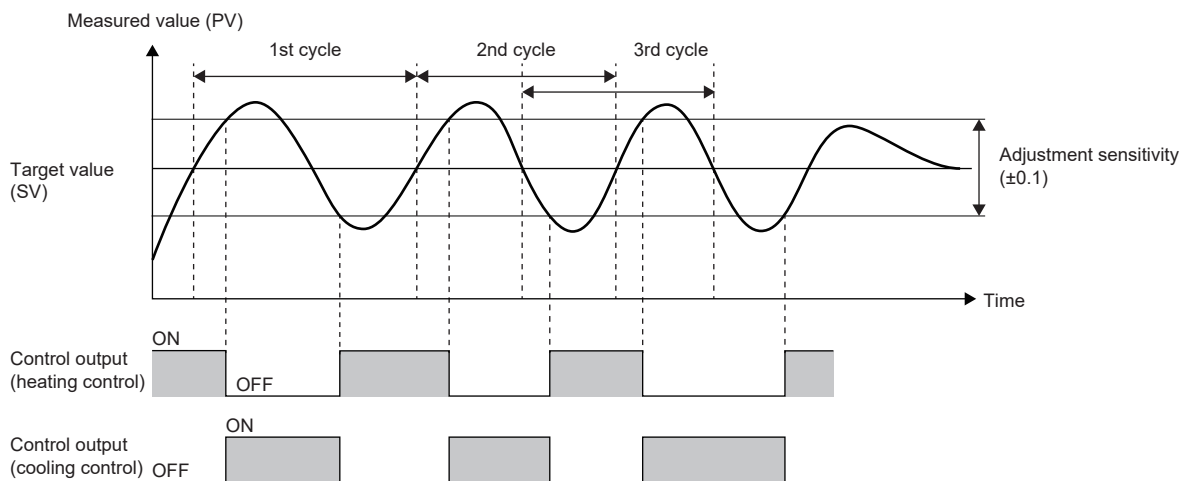 Measured value (PV)
1st cycle
2nd cycle
3rd cycle
Target value
(SV)
Adjustment sensitivity
(±0.1)
Time
ON
Control output
(heating control)
OFF
ON
Control output
(cooling control)
OFF